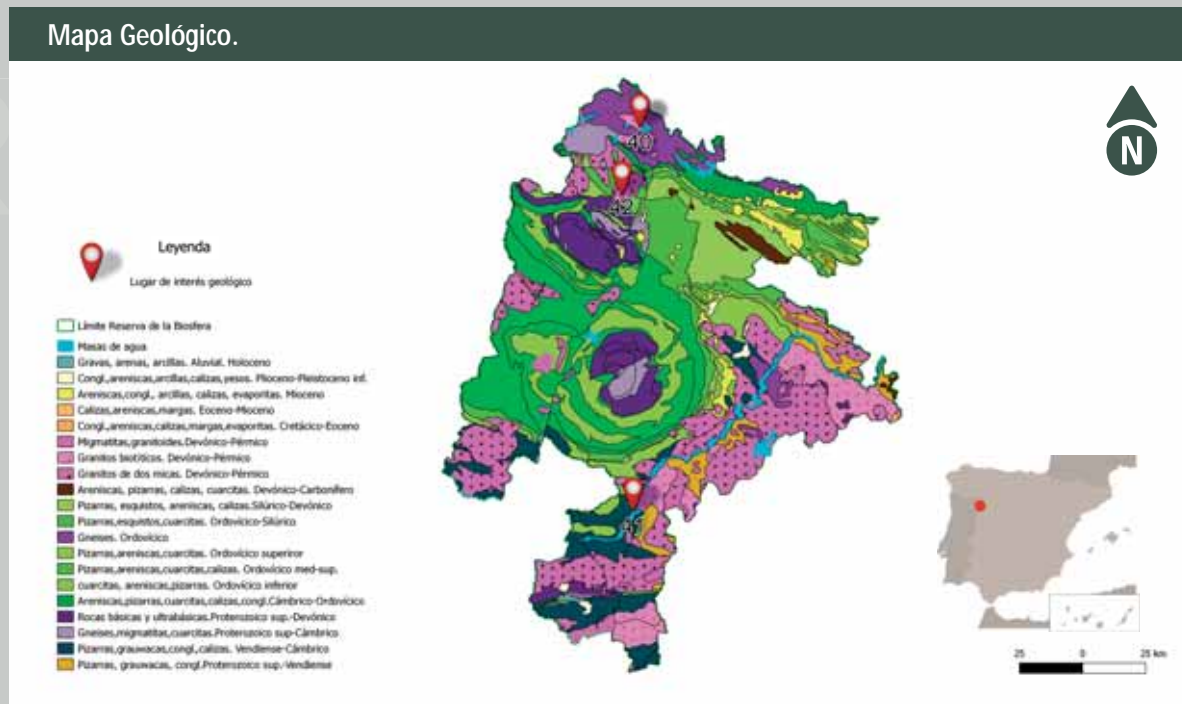 Mapa Geológico.
N
40
42
41
Leyenda
Lugar de interés geológico
Límite Reserva de la Biosfera
Masas de agua
Gravas, arenas, arcillas. Aluvial. Holoceno
Congl.,areniscas,arcillas,calizas,yesos. Plioceno-Pleistoceno inf.
Areniscas,congl., arcillas, calizas, evaporitas. Mioceno
Calizas,areniscas,margas. Eoceno-Mioceno
Congl.,areniscas,calizas,margas,evaporitas. Cretácico-Eoceno
Migmatitas,granitoides.Devónico-Pérmico
Granitos biotíticos. Devónico-Pérmico
Granitos de dos micas. Devónico-Pérmico
Areniscas, pizarras, calizas, cuarcitas. Devónico-Carbonífero
Pizarras, esquistos, areniscas, calizas.Silúrico-Devónico
Pizarras,esquistos,cuarcitas. Ordovícico-Silúrico
Gneises. Ordovícico
Pizarras,areniscas,cuarcitas. Ordovícico superiror
Pizarras,areniscas,cuarcitas,calizas. Ordovícico med-sup.
cuarcitas, areniscas,pizarras. Ordovícico inferior
Areniscas,pizarras,cuarcitas,calizas,congl.Cámbrico-Ordovícico
Rocas básicas y ultrabásicas.Proterozoico sup.-Devónico
Gneises,migmatitas,cuarcitas.Proterozoico sup-Cámbrico
Pizarras,grauwacas,congl.,calizas. Vendiense-Cámbrico
Pizarras, grauwacas, congl.Proterozoico sup.-Vendiense
25 0 25 km